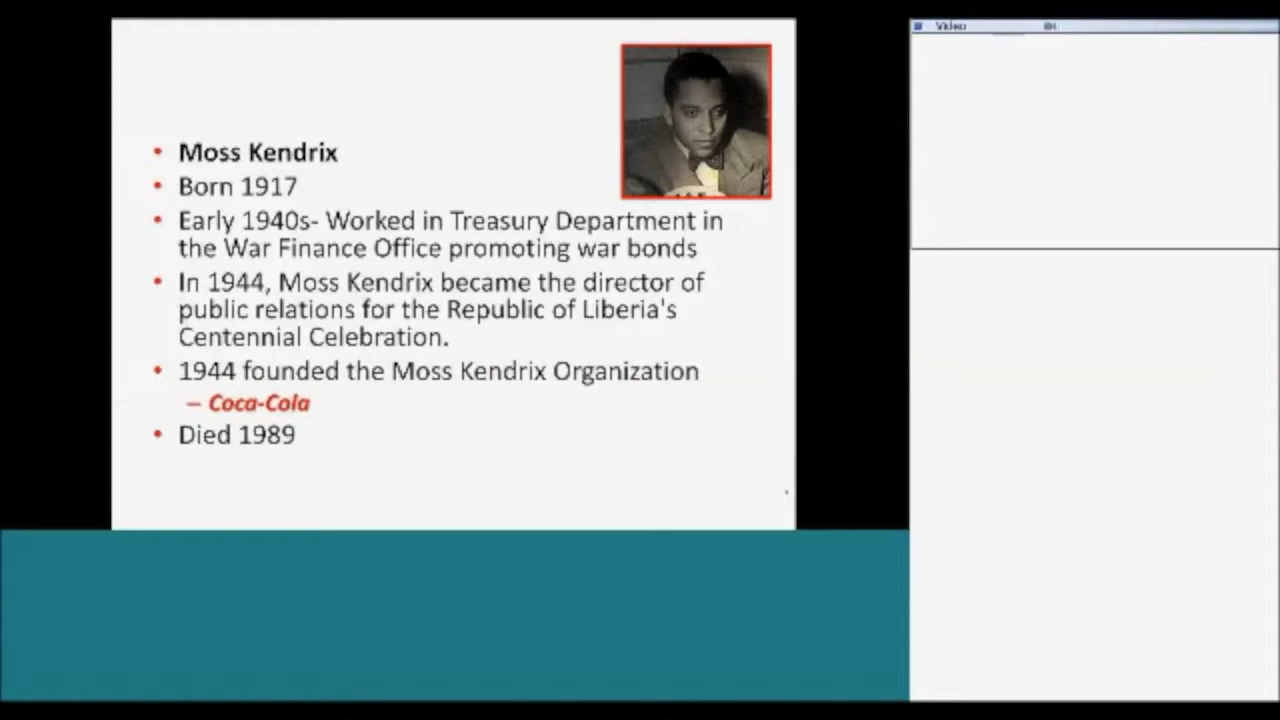 Video
• Moss Kendrix
• Born 1917
• Early 1940s- Worked in Treasury Department in
the War Finance Office promoting war bonds
• In 1944, Moss Kendrix became the director of
public relations for the Republic of Liberia's
Centennial Celebration.
• 1944 founded the Moss Kendrix Organization
– Coca-Cola
• Died 1989